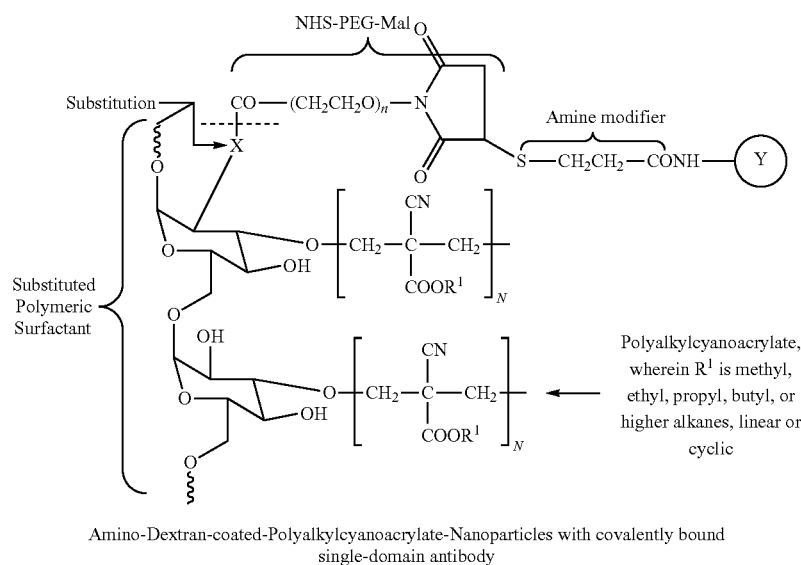 NHS-PEG-Mal
O
Substitution
CO—(CH₂CH₂O)ₙ—N
Amine modifier
X
O
S—CH₂CH₂—CONH
Y
O
O
CN
O—CH₂—C—CH₂
OH
COOR¹
N
Substituted
Polymeric
Surfactant
O
OH
O
CN
O—CH₂—C—CH₂
OH
COOR¹
N
O
Polyalkylcyanoacrylate,
wherein R¹ is methyl,
ethyl, propyl, butyl, or
higher alkanes, linear or
cyclic
Amino-Dextran-coated-Polyalkylcyanoacrylate-Nanoparticles with covalently bound
single-domain antibody